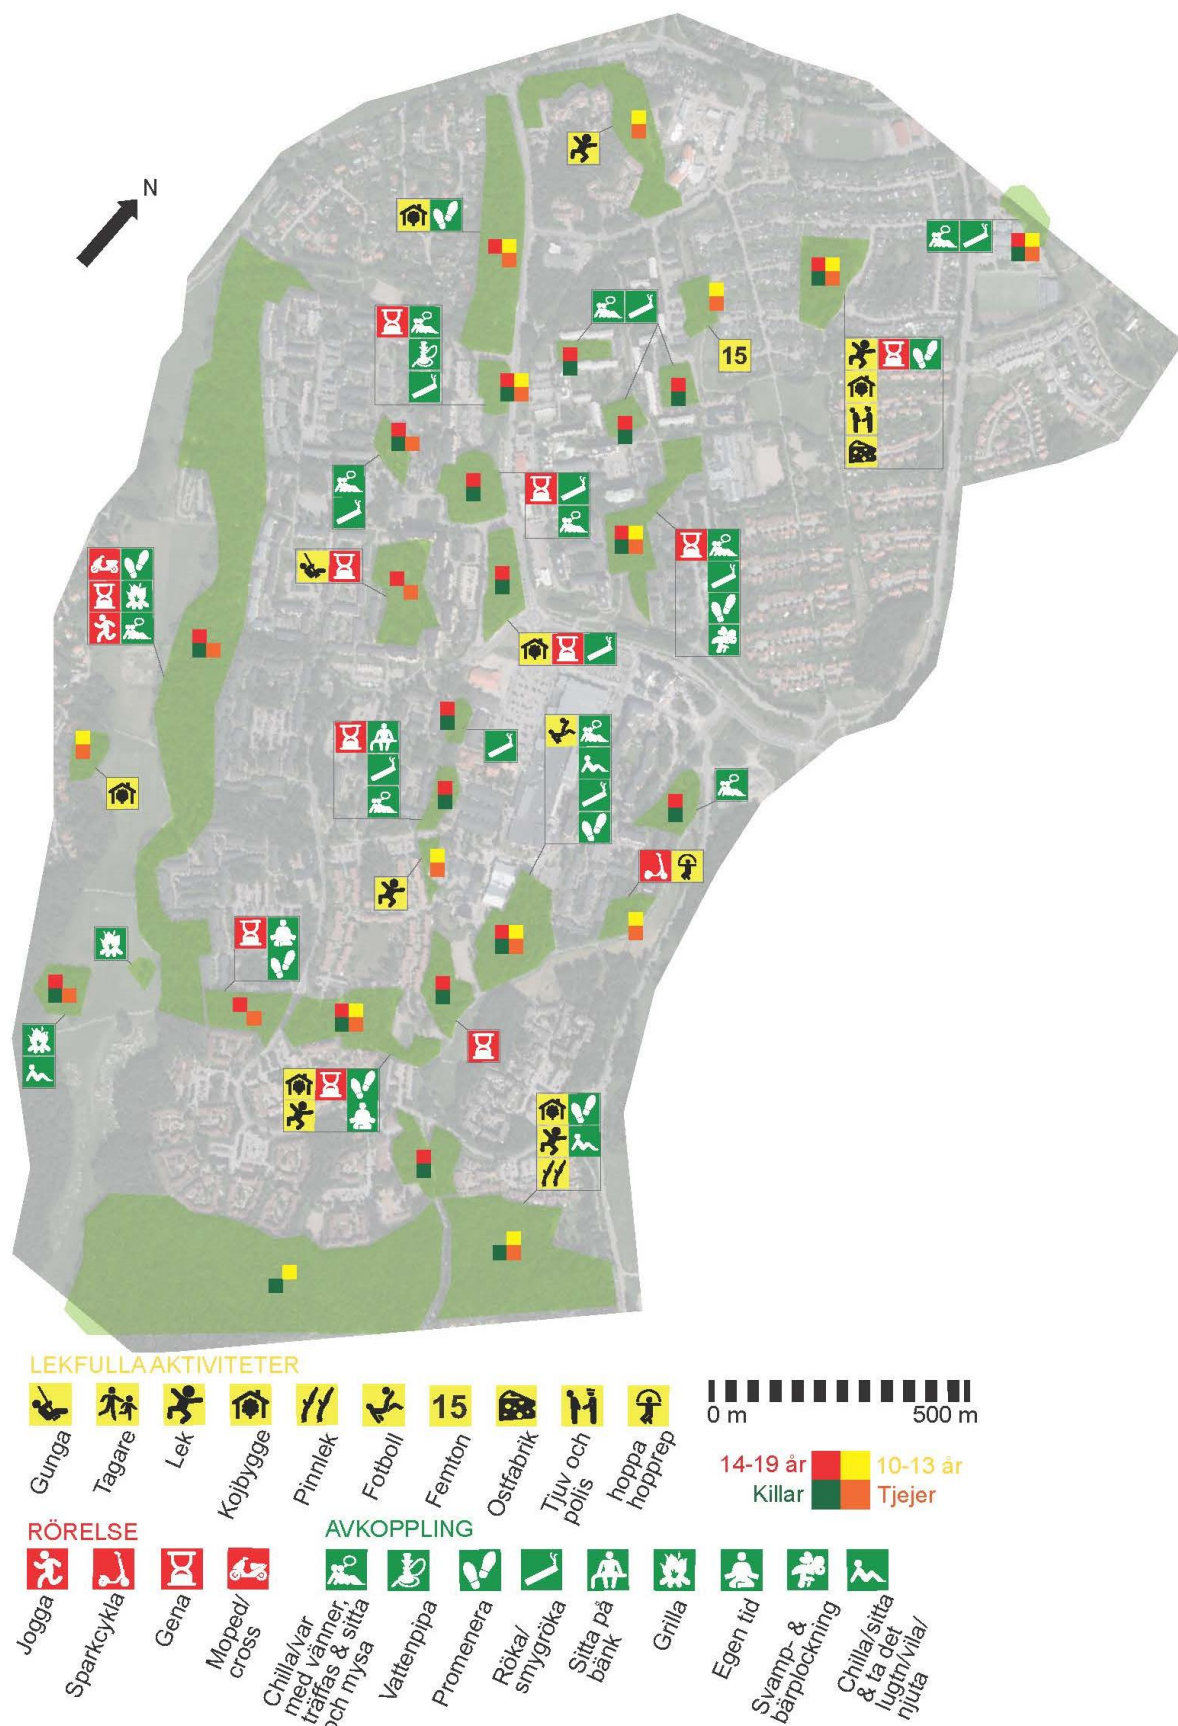 N
15
LEKFULLA AKTIVITETER
15
Gunga
Tagare
Lek
Kojbygge
Pinnlek
Fotboll
Femton
Ostfabrik
Tjuv och
polis
hoppa
hopprep
0 m
500 m
14-19 år
10-13 år
Killar
Tjejer
RÖRELSE
AVKOPPLING
Jogga
Sparkcykla
Gena
Moped/
cross
Chilla/var
med vänner,
träffas & sitta
och mysa
Vattenpipa
Promenera
Röka/
smygröka
Sitta på
bänk
Grilla
Egen tid
Svamp- &
bärplockning
Chilla/sitta
& ta det
lugtn/vila/
njuta